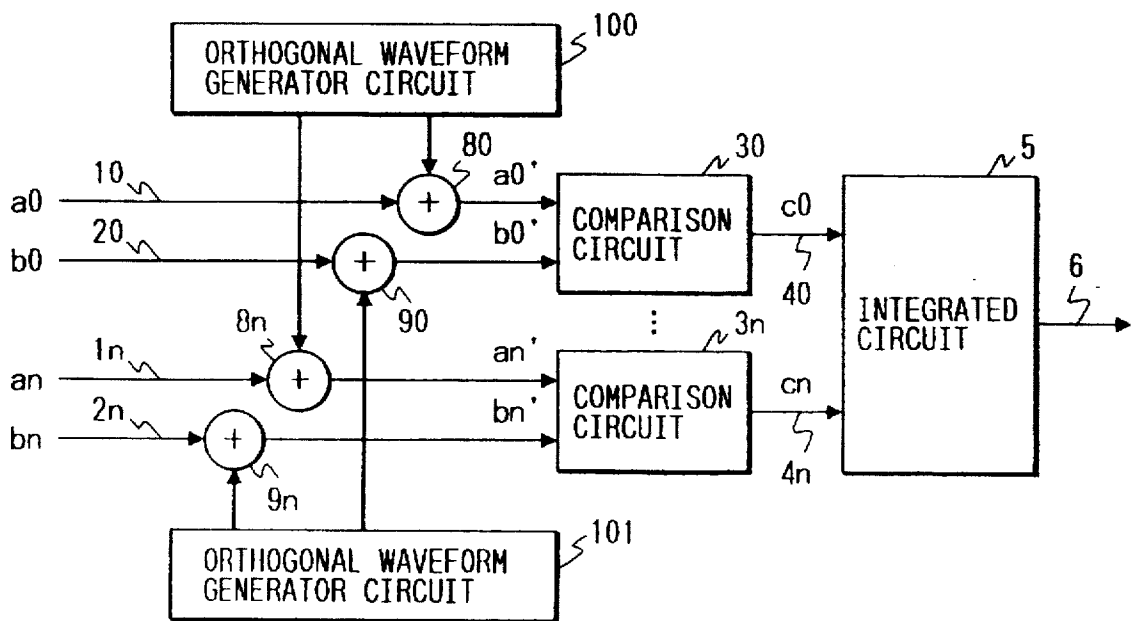 100
ORTHOGONAL WAVEFORM
GENERATOR CIRCUIT
80
30
5
10
a0
+
a0'
COMPARISON
CIRCUIT
c0
20
b0
+
b0'
40
6
90
INTEGRATED
CIRCUIT
8n
⋮
3n
1n
an
+
an'
COMPARISON
CIRCUIT
cn
2n
bn
+
bn'
4n
9n
101
ORTHOGONAL WAVEFORM
GENERATOR CIRCUIT